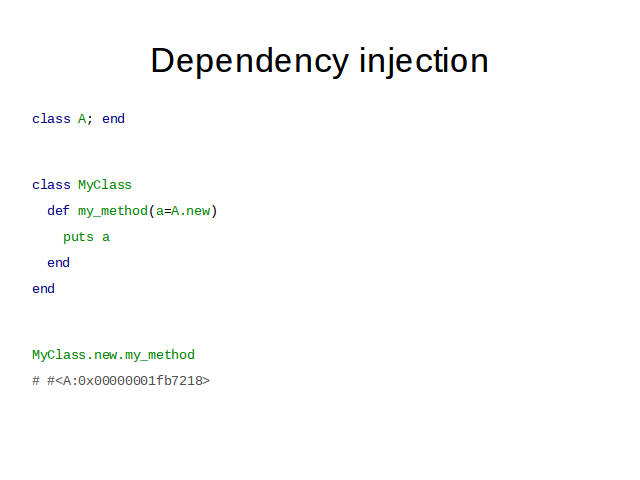 Dependency injection
class A; end
class MyClass
  def my_method(a=A.new)
    puts a
  end
end
MyClass.new.my_method
# #<A:0x00000001fb7218>